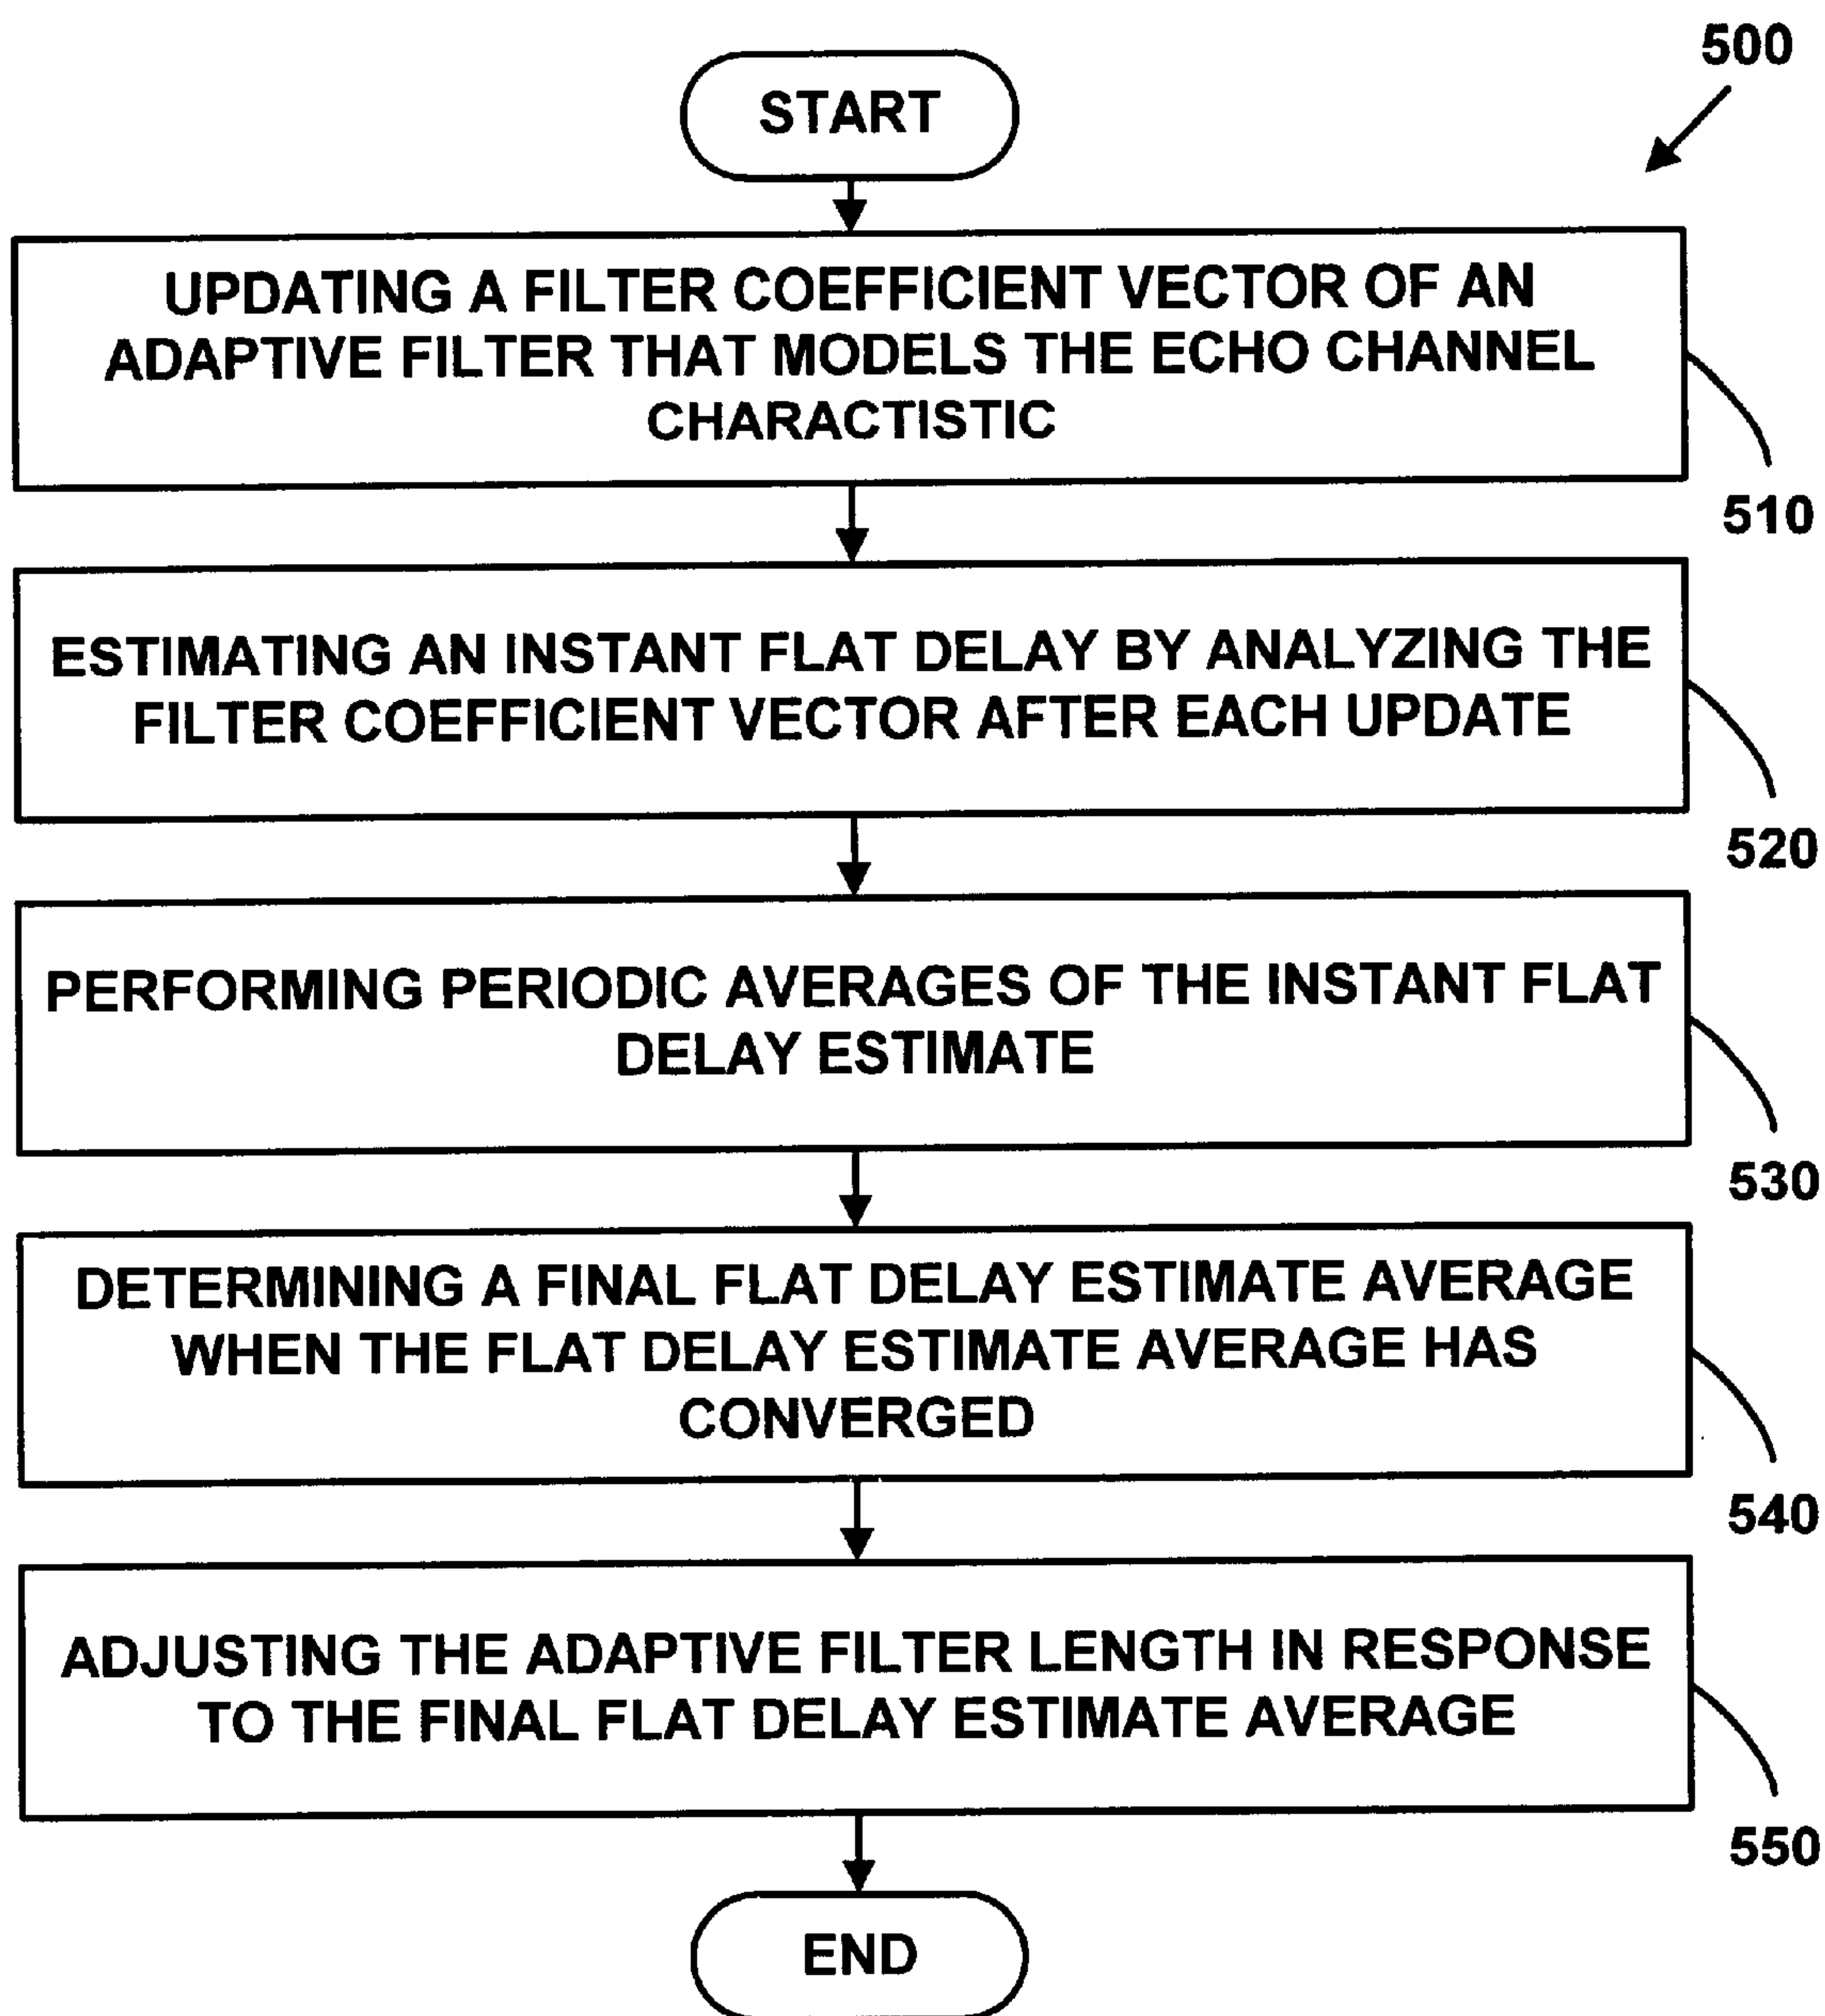 500
START
UPDATING A FILTER COEFFICIENT VECTOR OF AN
ADAPTIVE FILTER THAT MODELS THE ECHO CHANNEL
CHARACTISTIC
510
ESTIMATING AN INSTANT FLAT DELAY BY ANALYZING THE
FILTER COEFFICIENT VECTOR AFTER EACH UPDATE
520
PERFORMING PERIODIC AVERAGES OF THE INSTANT FLAT
DELAY ESTIMATE
530
DETERMINING A FINAL FLAT DELAY ESTIMATE AVERAGE
WHEN THE FLAT DELAY ESTIMATE AVERAGE HAS
CONVERGED
540
ADJUSTING THE ADAPTIVE FILTER LENGTH IN RESPONSE
TO THE FINAL FLAT DELAY ESTIMATE AVERAGE
550
END